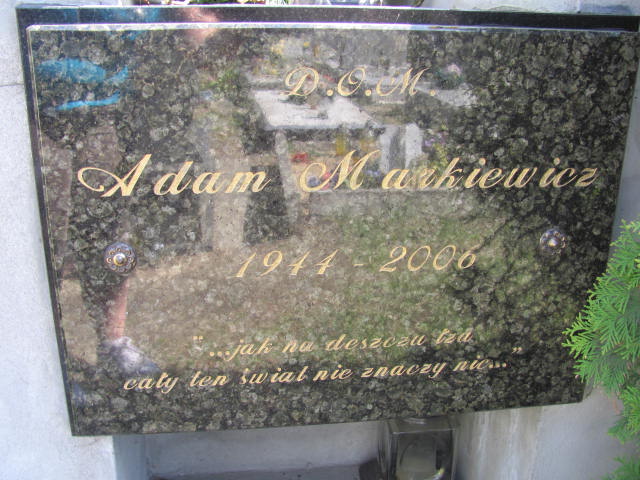 D.O.M.
Adam Markiewicz
1944 - 2006
"...jak na deszczu łza
cały ten świat nie znaczy nic..."